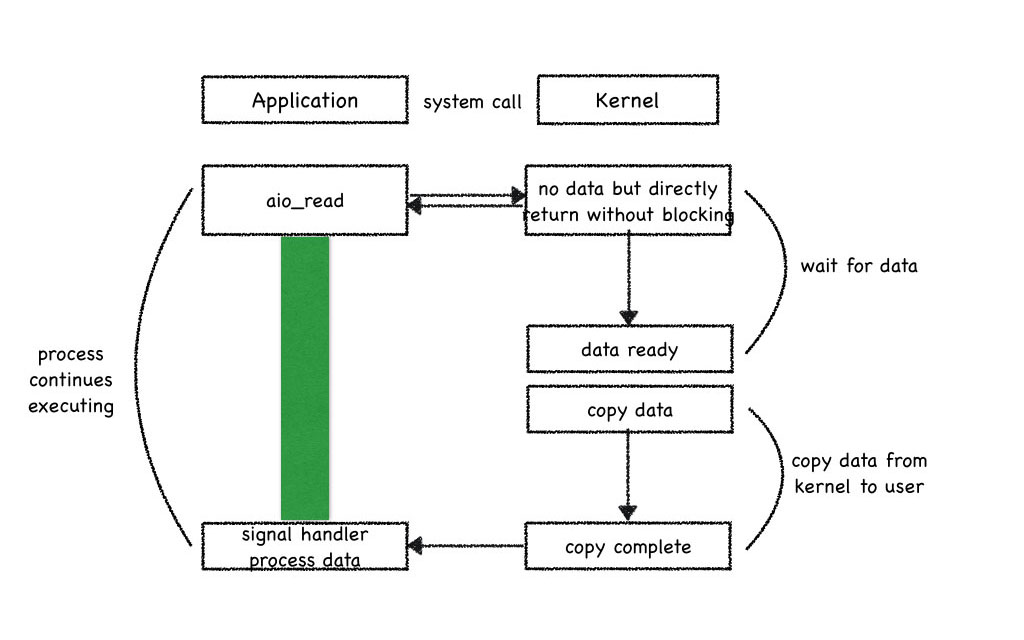 Application
system call
Kernel
aio_read
no data but directly
return without blocking
wait for data
data ready
process
continues
executing
copy data
copy data from
kernel to user
signal handler
process data
copy complete